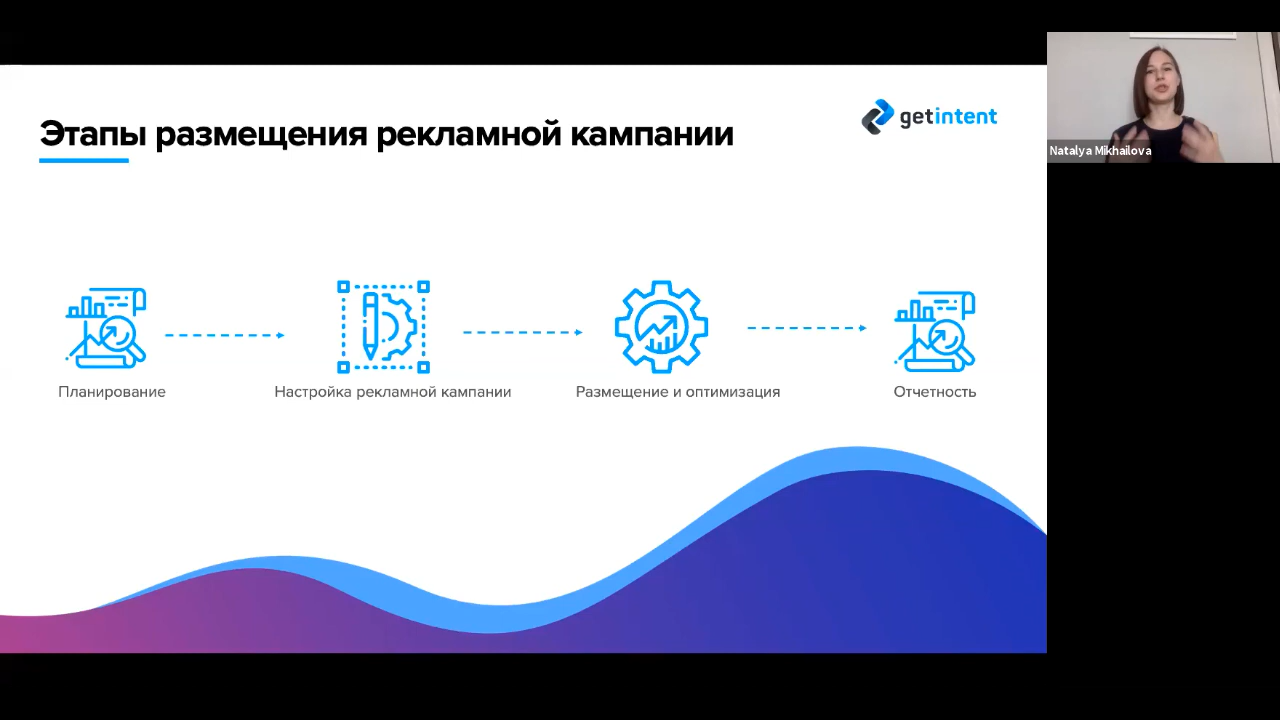 Этапы размещения рекламной кампании
getintent
Natalya Mikhailova
Планирование
Настройка рекламной кампании
Размещение и оптимизация
Отчетность